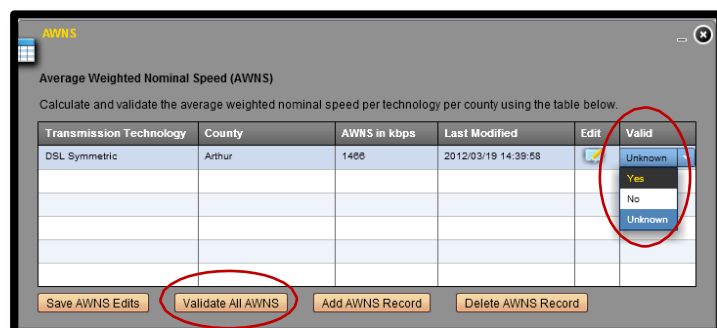 AWNS
Average Weighted Nominal Speed (AWNS)
Calculate and validate the average weighted nominal speed per technology per county using the table below.
Transmission Technology County AWNS in kbps Last Modified Edit Valid
DSL Symmetric Arthur 1466 2012/03/19 14:39:58 Unknown
Yes
No
Unknown
Save AWNS Edits Validate All AWNS Add AWNS Record Delete AWNS Record